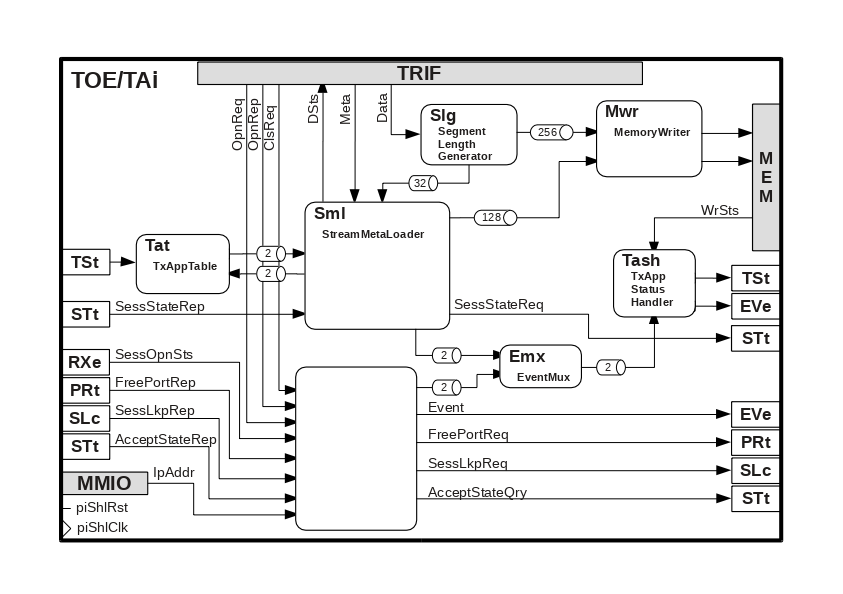 TOE/TAi
TRIF
OpnReq
OpnRep
ClsReq
DSts
Meta
Data
Slg
Segment
Length
Generator
256
Mwr
MemoryWriter
M
E
M
32
128
WrSts
Sml
StreamMetaLoader
Tat
TxAppTable
2
2
TSt
STt
SessStateRep
SessStateReq
Tash
TxApp
Status
Handler
TSt
EVe
STt
RXe
SessOpnSts
PRt
FreePortRep
SLc
SessLkpRep
STt
AcceptStateRep
MMIO
IpAddr
piShlRst
piShlClk
2
2
Emx
EventMux
2
Event
EVe
FreePortReq
PRt
SessLkpReq
SLc
AcceptStateQry
STt